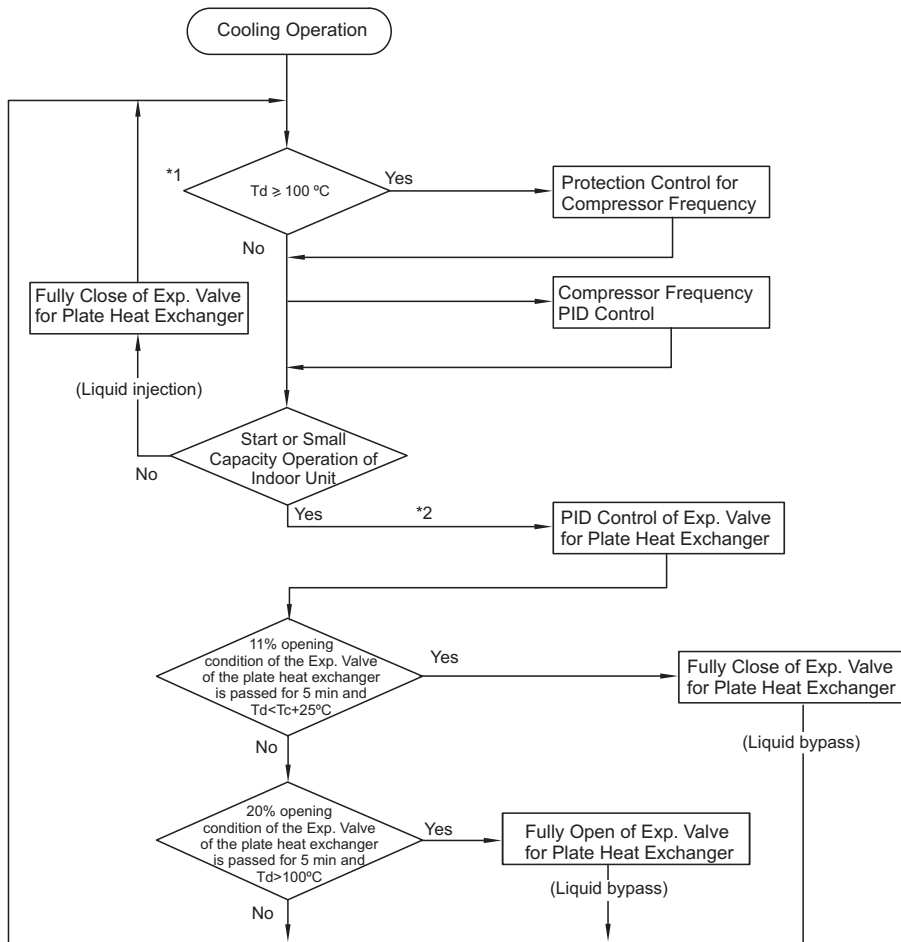 Cooling Operation
*1
Td ⩾ 100 ºC
Yes
Protection Control for
Compressor Frequency
No
Fully Close of Exp. Valve
for Plate Heat Exchanger
Compressor Frequency
PID Control
(Liquid injection)
Start or Small
Capacity Operation of
Indoor Unit
No
Yes
*2
PID Control of Exp. Valve
for Plate Heat Exchanger
11% opening
condition of the Exp. Valve
of the plate heat exchanger
is passed for 5 min and
Td<Tc+25ºC
Yes
Fully Close of Exp. Valve
for Plate Heat Exchanger
No
(Liquid bypass)
20% opening
condition of the Exp. Valve
of the plate heat exchanger
is passed for 5 min and
Td>100ºC
Yes
Fully Open of Exp. Valve
for Plate Heat Exchanger
(Liquid bypass)
No